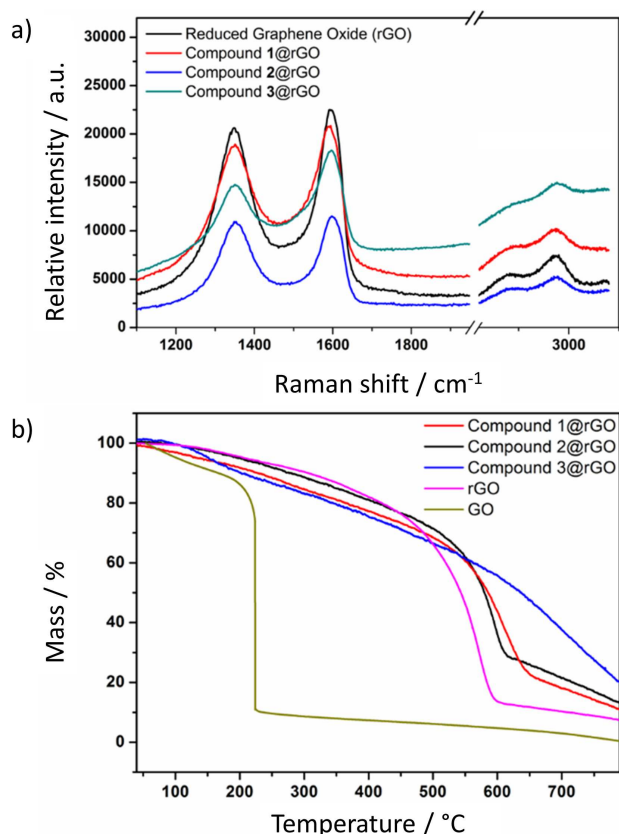 a)
Reduced Graphene Oxide (rGO)
Compound 1@rGO
Compound 2@rGO
Compound 3@rGO
30000
25000
20000
15000
10000
5000
0
Relative intensity / a.u.
1200 1400 1600 1800 3000
Raman shift / cm⁻¹
b)
Compound 1@rGO
Compound 2@rGO
Compound 3@rGO
rGO
GO
100
80
60
40
20
0
Mass / %
100 200 300 400 500 600 700
Temperature / °C